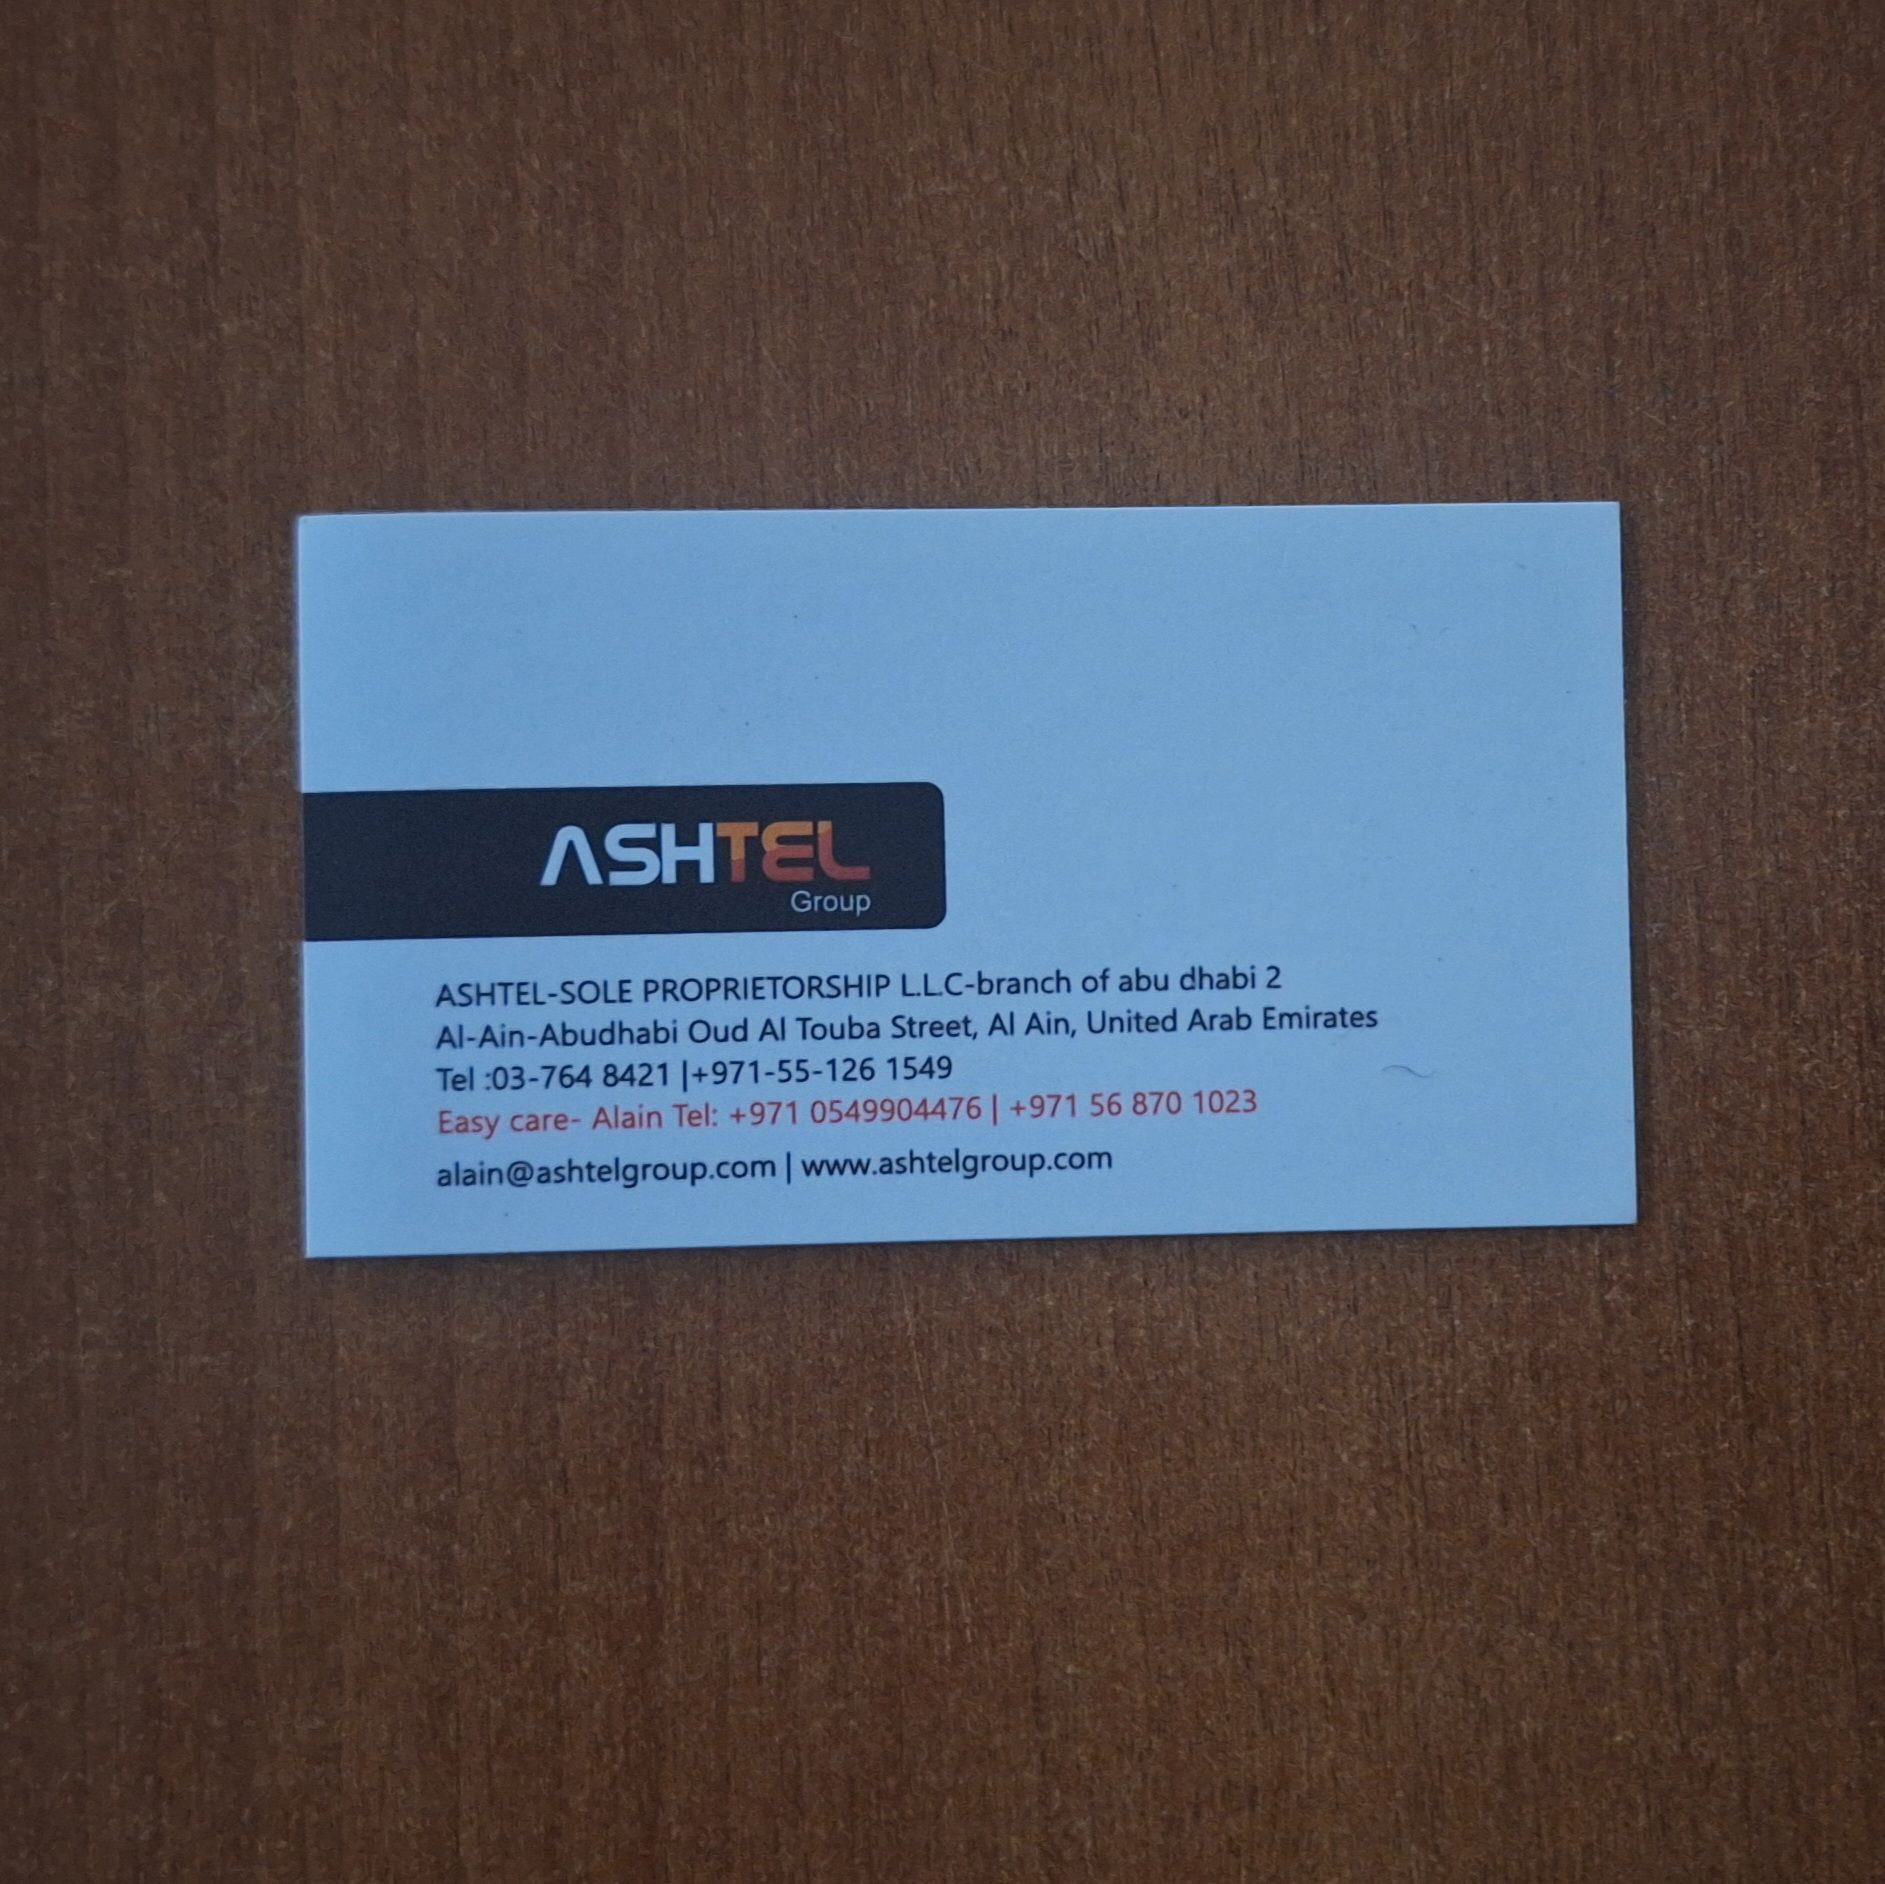 ASHTEL
Group
ASHTEL-SOLE PROPRIETORSHIP L.L.C-branch of abu dhabi 2
Al-Ain-Abudhabi Oud Al Touba Street, Al Ain, United Arab Emirates
Tel :03-764 8421 |+971-55-126 1549
Easy care- Alain Tel: +971 0549904476 | +971 56 870 1023
alain@ashtelgroup.com | www.ashtelgroup.com